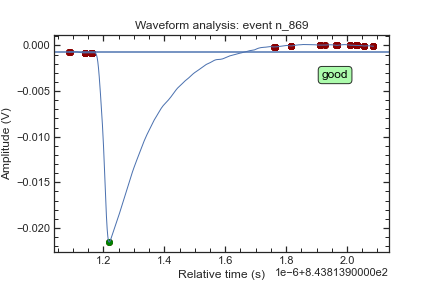 Waveform analysis: event n_869
0.000
−0.005
−0.010
−0.015
−0.020
Amplitude (V)
good
1.2
1.4
1.6
1.8
2.0
Relative time (s)
1e−6+8.4381390000e2